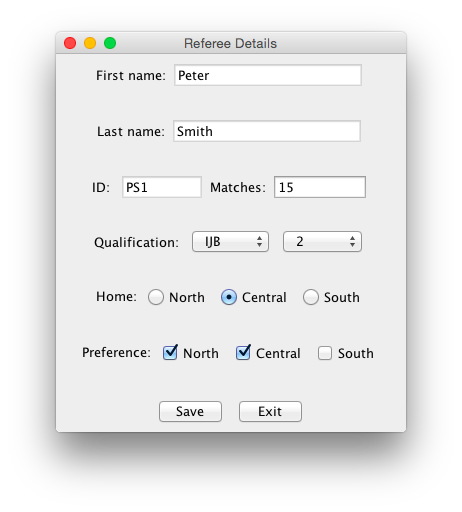 Referee Details
First name: Peter
Last name: Smith
ID: PS1 Matches: 15
Qualification: IJB 2
Home: North Central South
Preference: North Central South
Save Exit